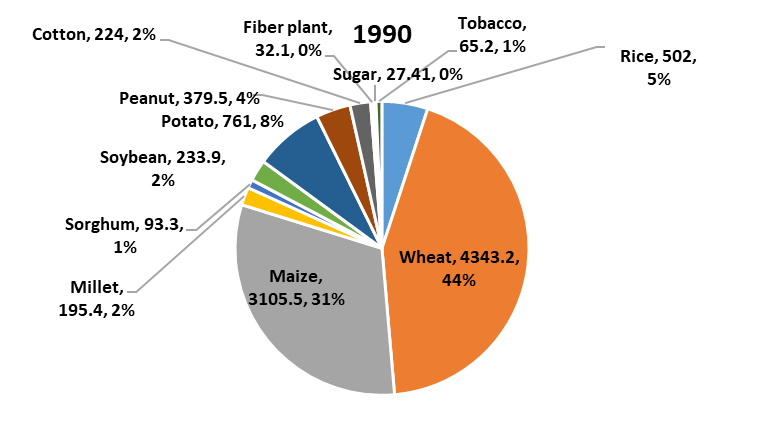 1990
Cotton, 224, 2%
Fiber plant,
32.1, 0%
Tobacco,
65.2, 1%
Rice, 502,
5%
Sugar, 27.41, 0%
Peanut, 379.5, 4%
Potato, 761, 8%
Soybean, 233.9,
2%
Sorghum, 93.3,
1%
Millet,
195.4, 2%
Maize,
3105.5, 31%
Wheat, 4343.2,
44%